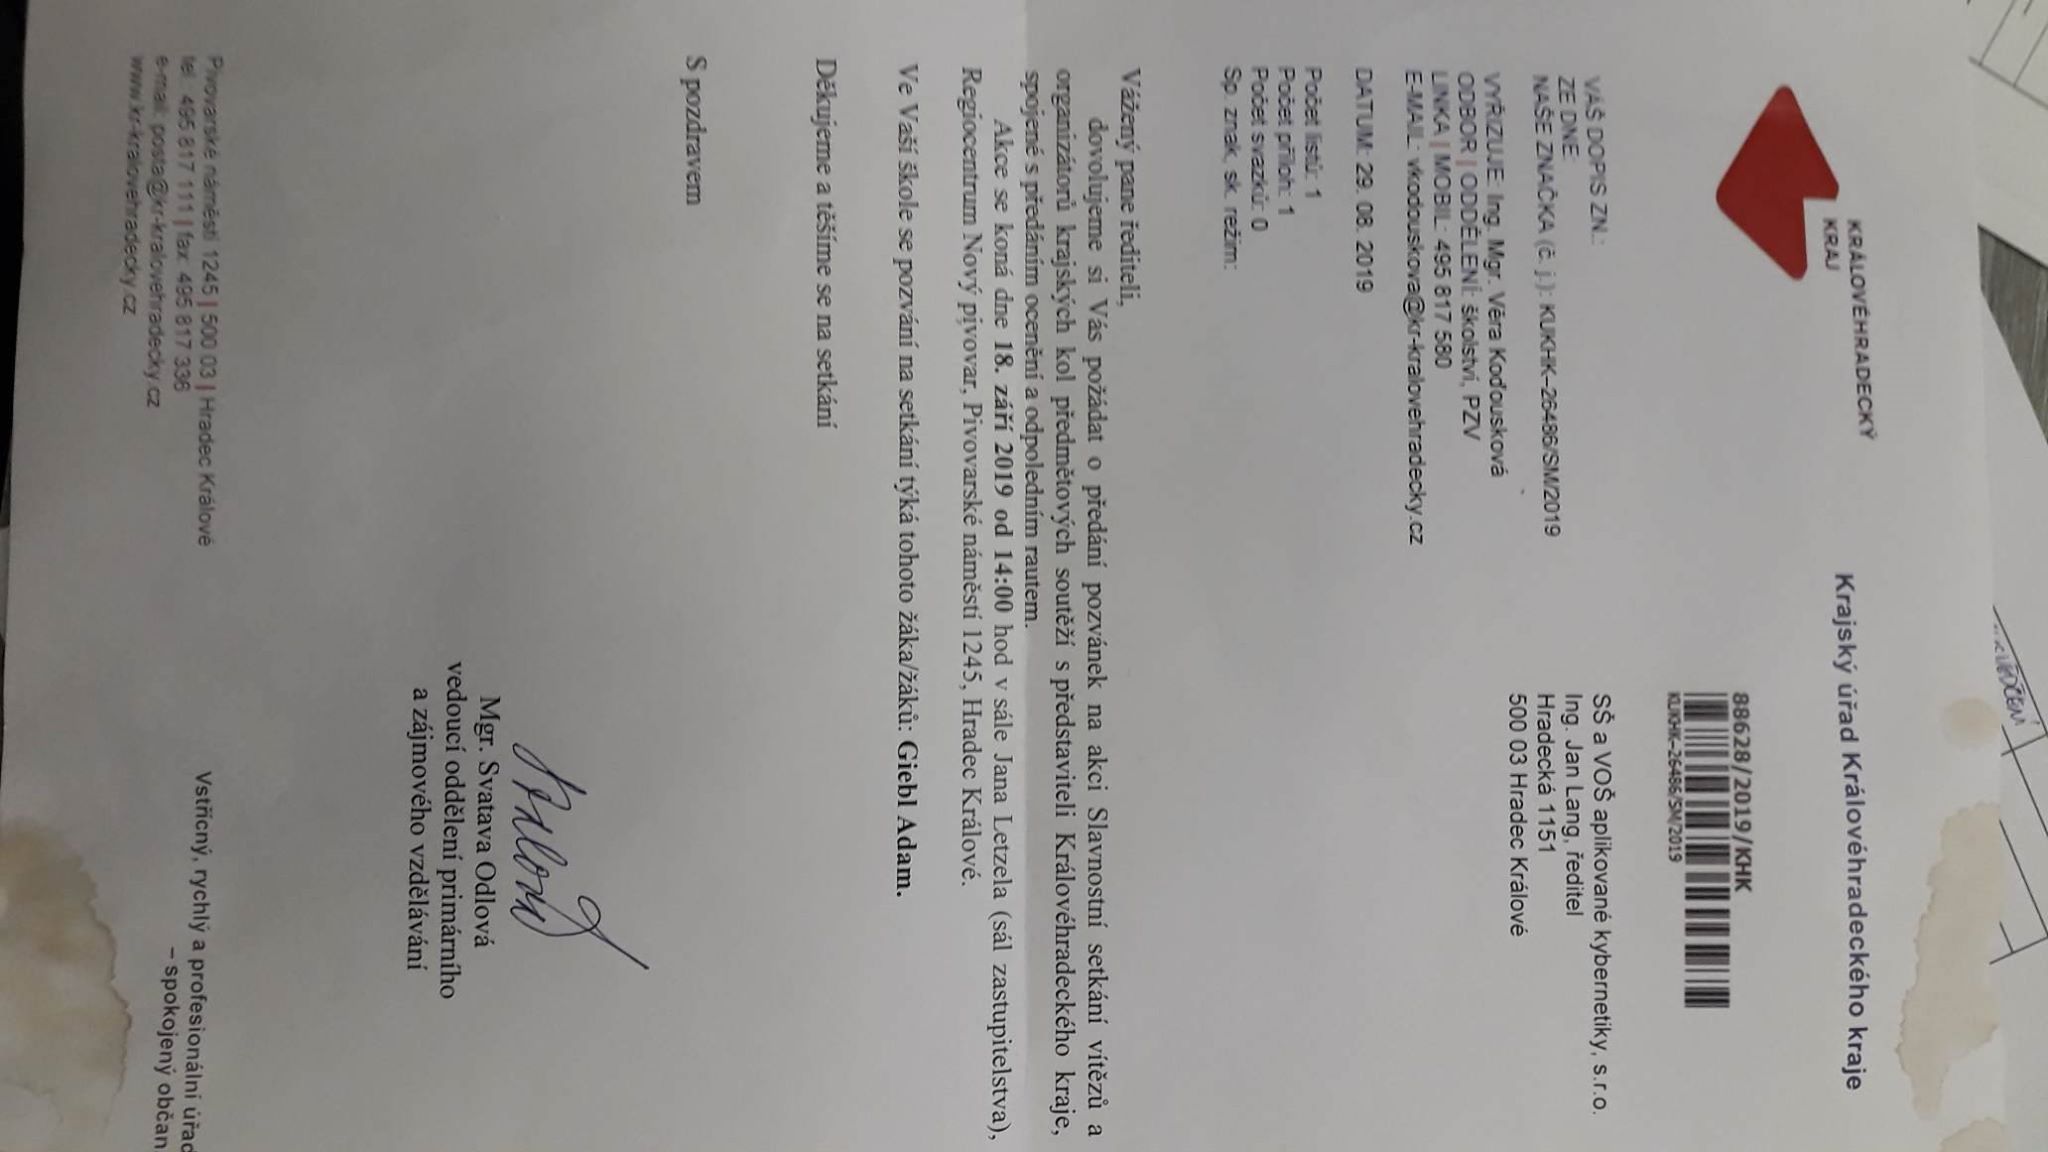 KRÁLOVÉHRADECKÝ
KRAJ
Krajský úřad Královéhradeckého kraje
88628/2019/KHK
KUKHK–26486/SM/2019
VÁŠ DOPIS ZN.:
ZE DNE:
NAŠE ZNAČKA (č. j.): KUKHK–26486/SM/2019
SŠ a VOŠ aplikované kybernetiky, s.r.o.
Ing. Jan Lang, ředitel
Hradecká 1151
500 03 Hradec Králové
VYŘIZUJE: Ing. Mgr. Věra Koďousková
ODBOR | ODDĚLENÍ: školství, PZV
LINKA | MOBIL: 495 817 580
E-MAIL: vkodouskova@kr-kralovehradecky.cz
DATUM: 29. 08. 2019
Počet listů: 1
Počet příloh: 1
Počet svazků: 0
Sp. znak, sk. režim:
Vážený pane řediteli,
dovolujeme si Vás požádat o předání pozvánek na akci Slavnostní setkání vítězů a
organizátorů krajských kol předmětových soutěží s představiteli Královéhradeckého kraje,
spojené s předáním ocenění a odpoledním rautem.
Akce se koná dne 18. září 2019 od 14:00 hod v sále Jana Letzela (sál zastupitelstva),
Regiocentrum Nový pivovar, Pivovarské náměstí 1245, Hradec Králové.
Ve Vaší škole se pozvání na setkání týká tohoto žáka/žáků: Giebl Adam.
Děkujeme a těšíme se na setkání
S pozdravem
Mgr. Svatava Odlová
vedoucí oddělení primárního
a zájmového vzdělávání
Pivovarské náměstí 1245 | 500 03 | Hradec Králové
tel.: 495 817 111 | fax: 495 817 336
e-mail: posta@kr-kralovehradecky.cz
www.kr-kralovehradecky.cz
Vstřícný, rychlý a profesionální úřad
– spokojený občan